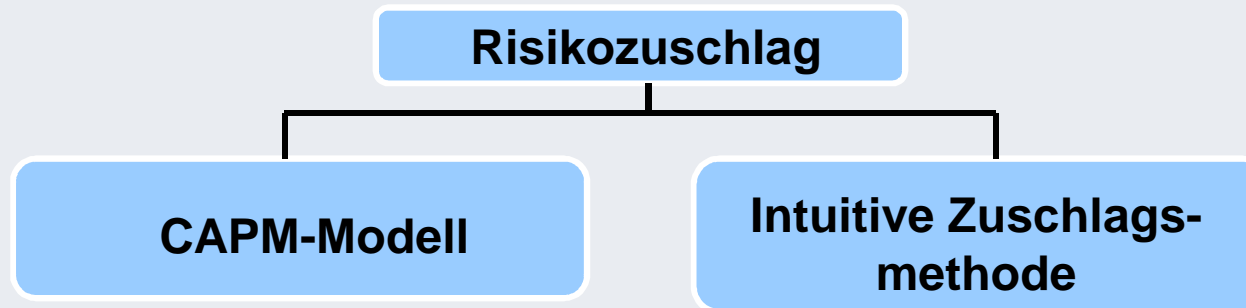 Risikozuschlag
CAPM-Modell
Intuitive Zuschlags-
methode